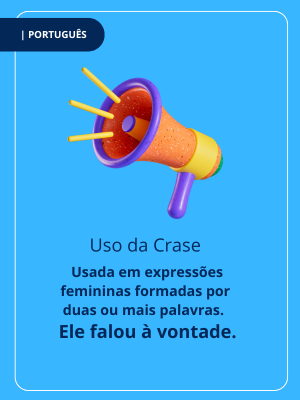 | PORTUGUÊS
Uso da Crase
Usada em expressões
femininas formadas por
duas ou mais palavras.
Ele falou à vontade.